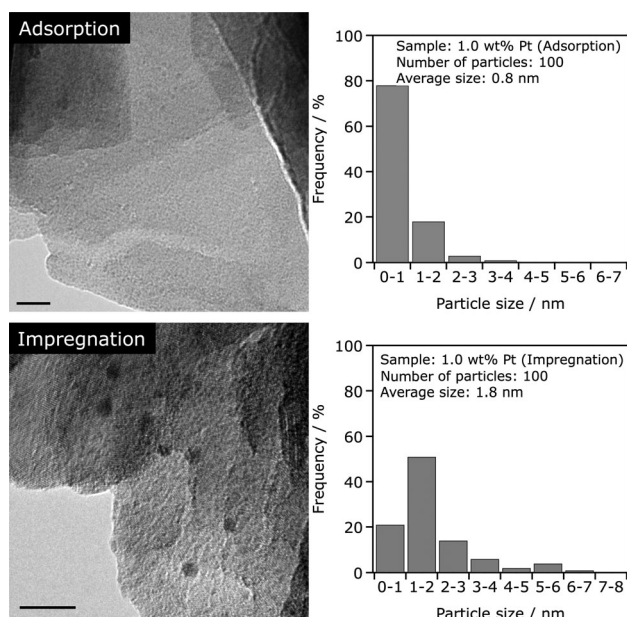 Adsorption
100
80
60
40
20
0
Frequency / %
Sample: 1.0 wt% Pt (Adsorption)
Number of particles: 100
Average size: 0.8 nm
0-1 1-2 2-3 3-4 4-5 5-6 6-7
Particle size / nm
Impregnation
100
80
60
40
20
0
Frequency / %
Sample: 1.0 wt% Pt (Impregnation)
Number of particles: 100
Average size: 1.8 nm
0-1 1-2 2-3 3-4 4-5 5-6 6-7 7-8
Particle size / nm